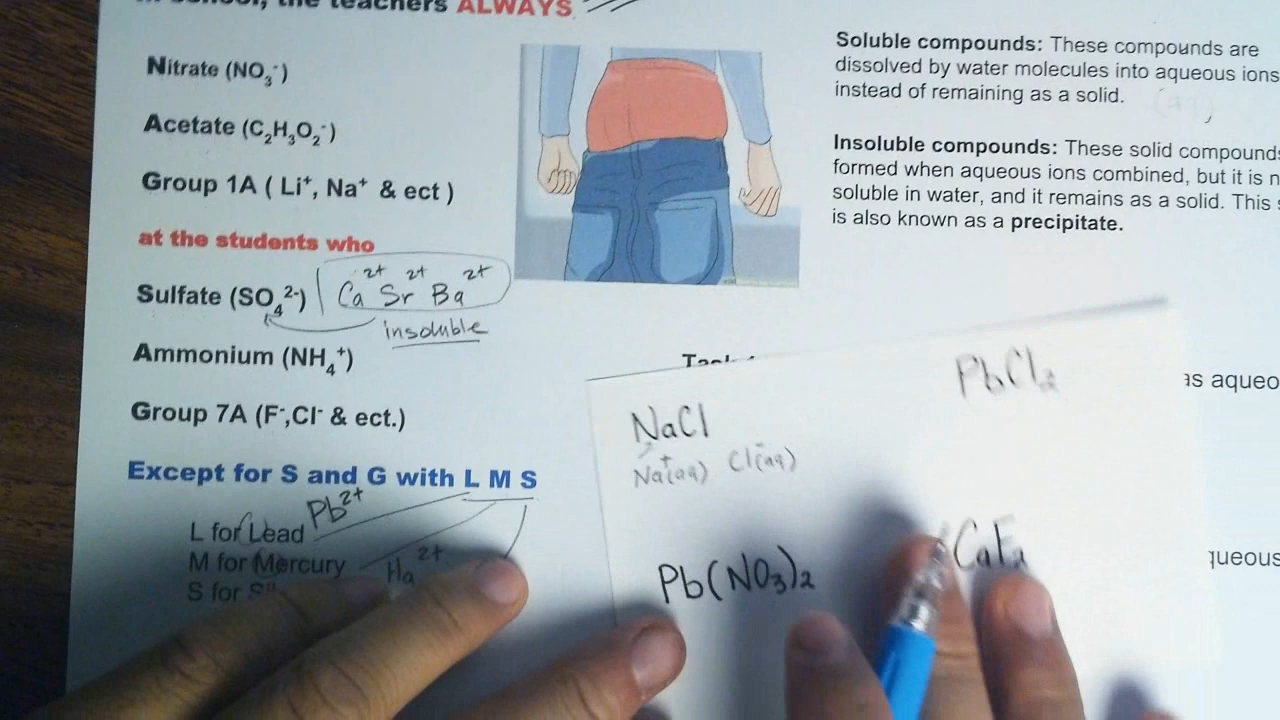 school, the teachers ALWAYS
Nitrate (NO3-)
Acetate (C2H3O2-)
Group 1A ( Li+, Na+ & ect )
at the students who
Sulfate (SO4 2-) Ca2+ Sr2+ Ba2+
insoluble
Ammonium (NH4+)
Group 7A (F-,Cl- & ect.)
Except for S and G with L M S
L for Lead Pb2+
M for Mercury Hg2+
S for
Soluble compounds: These compounds are
dissolved by water molecules into aqueous ions
instead of remaining as a solid.
(aq)
Insoluble compounds: These solid compounds
formed when aqueous ions combined, but it is
soluble in water, and it remains as a solid. This
is also known as a precipitate.
as aqueo
queous
NaCl
Na+(aq) Cl-(aq)
PbCl2
Pb(NO3)2
CaF2